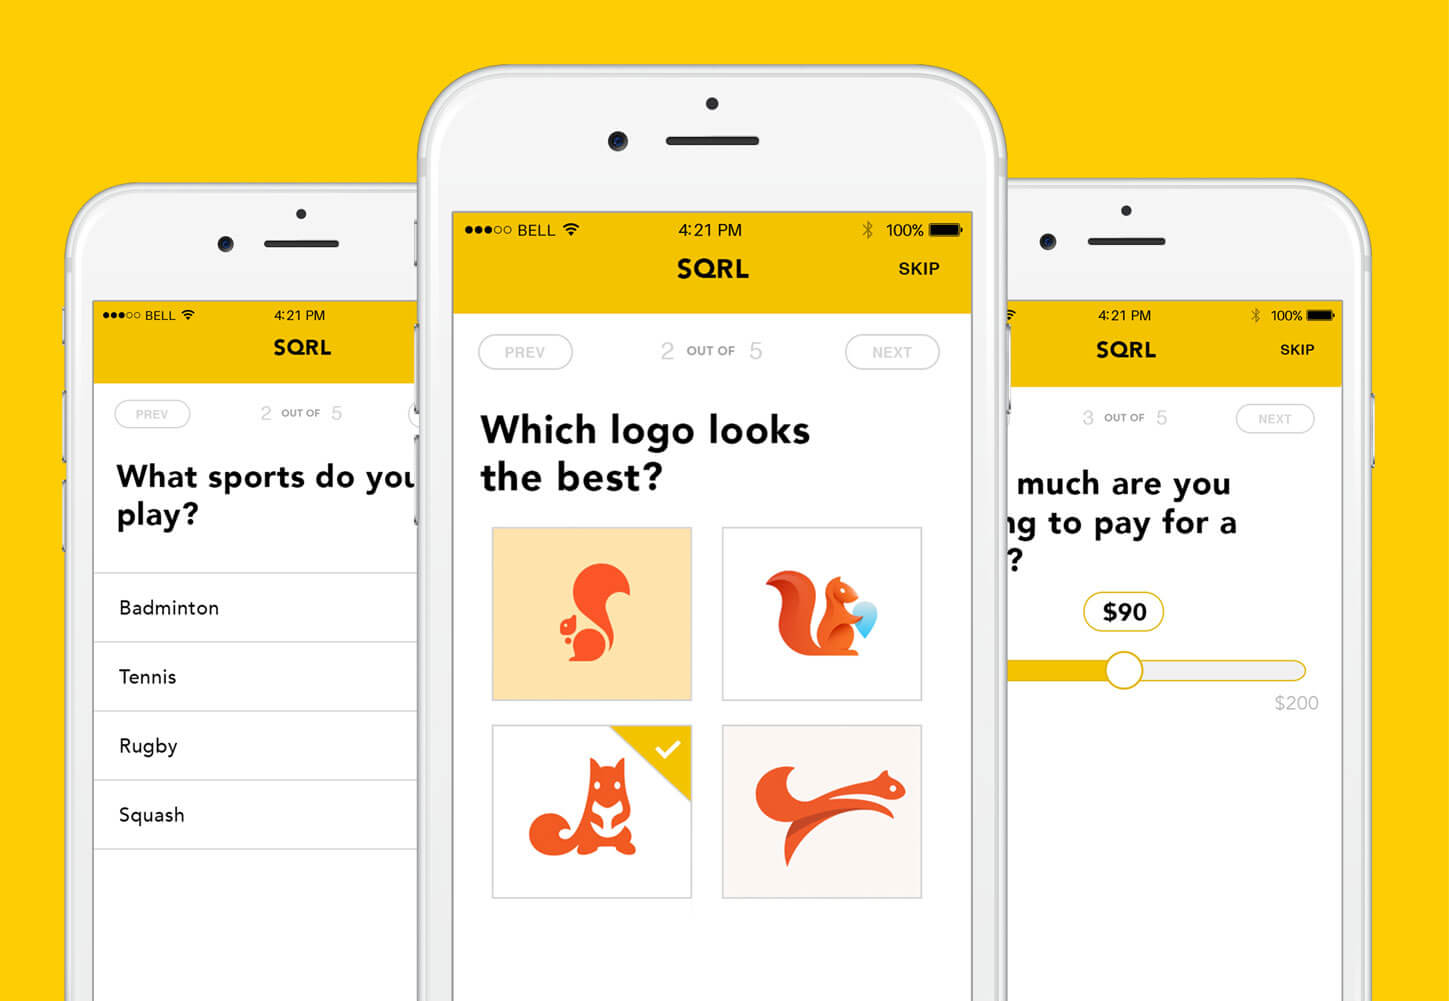 BELL 4:21 PM
SQRL
PREV 2 OUT OF 5
What sports do you
play?
Badminton
Tennis
Rugby
Squash
BELL 4:21 PM 100%
SQRL SKIP
PREV 2 OUT OF 5 NEXT
Which logo looks
the best?
4:21 PM 100%
SQRL SKIP
3 OUT OF 5 NEXT
much are you
to pay for a
?
$90
$200